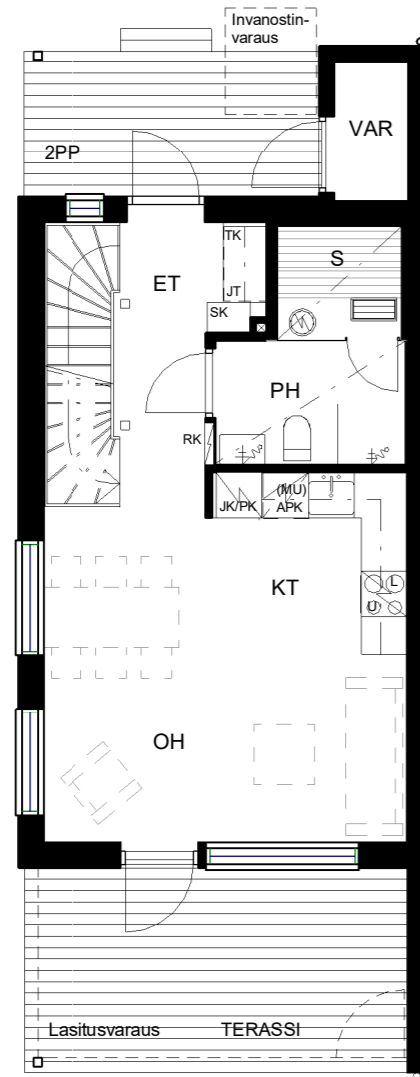 Invanostin-
varaus
VAR
2PP
TK
ET
S
JT
SK
PH
RK
JK/PK
(MU)
APK
KT
L
U
OH
Lasitusvaraus
TERASSI